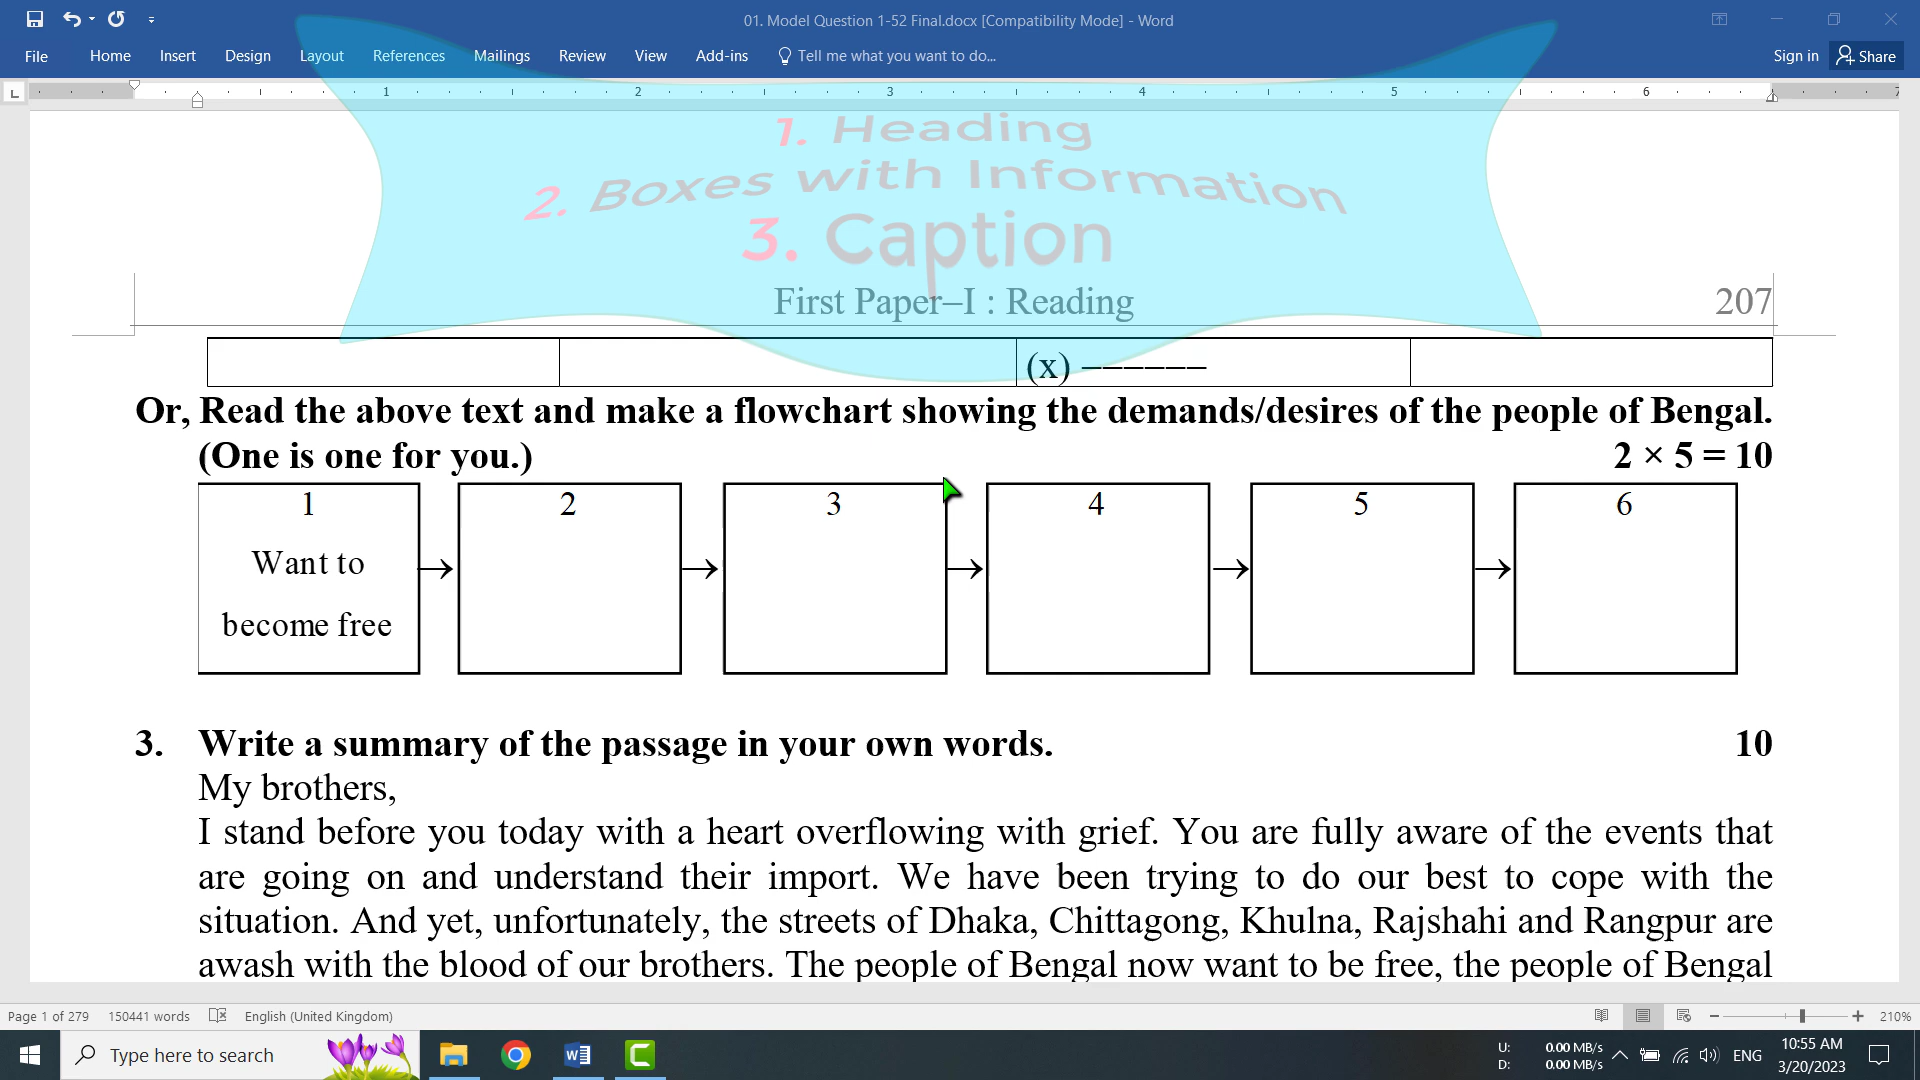 01. Model Question 1-52 Final.docx [Compatibility Mode] - Word
File Home Insert Design Layout References Mailings Review View Add-ins Tell me what you want to do... Sign in Share
L 1 2 3 4 5 6 7
1. Heading
2. Boxes with Information
3. Caption
First Paper–I : Reading 207
(x) ––––––
Or, Read the above text and make a flowchart showing the demands/desires of the people of Bengal.
(One is one for you.) 2 × 5 = 10
1 2 3 4 5 6
Want to
become free
→ → → → →
3. Write a summary of the passage in your own words. 10
My brothers,
I stand before you today with a heart overflowing with grief. You are fully aware of the events that
are going on and understand their import. We have been trying to do our best to cope with the
situation. And yet, unfortunately, the streets of Dhaka, Chittagong, Khulna, Rajshahi and Rangpur are
awash with the blood of our brothers. The people of Bengal now want to be free, the people of Bengal
Page 1 of 279 150441 words English (United Kingdom) 210%
Type here to search
U: 0.00 MB/s
D: 0.00 MB/s
ENG
10:55 AM
3/20/2023